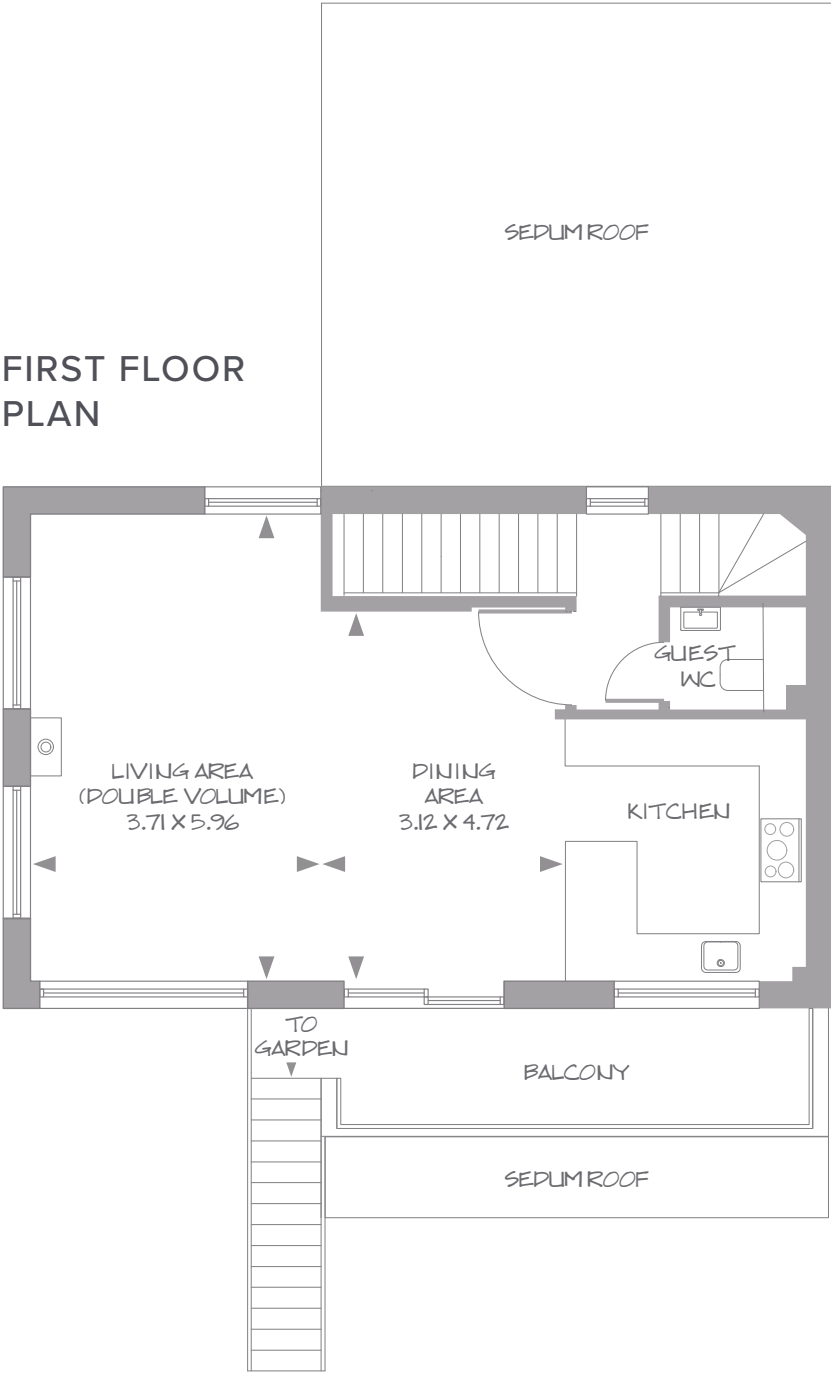 SEDUM ROOF
FIRST FLOOR
PLAN
GUEST
WC
LIVING AREA
(DOUBLE VOLUME)
3.71 X 5.96
DINING
AREA
3.12 X 4.72
KITCHEN
TO
GARDEN
BALCONY
SEDUM ROOF